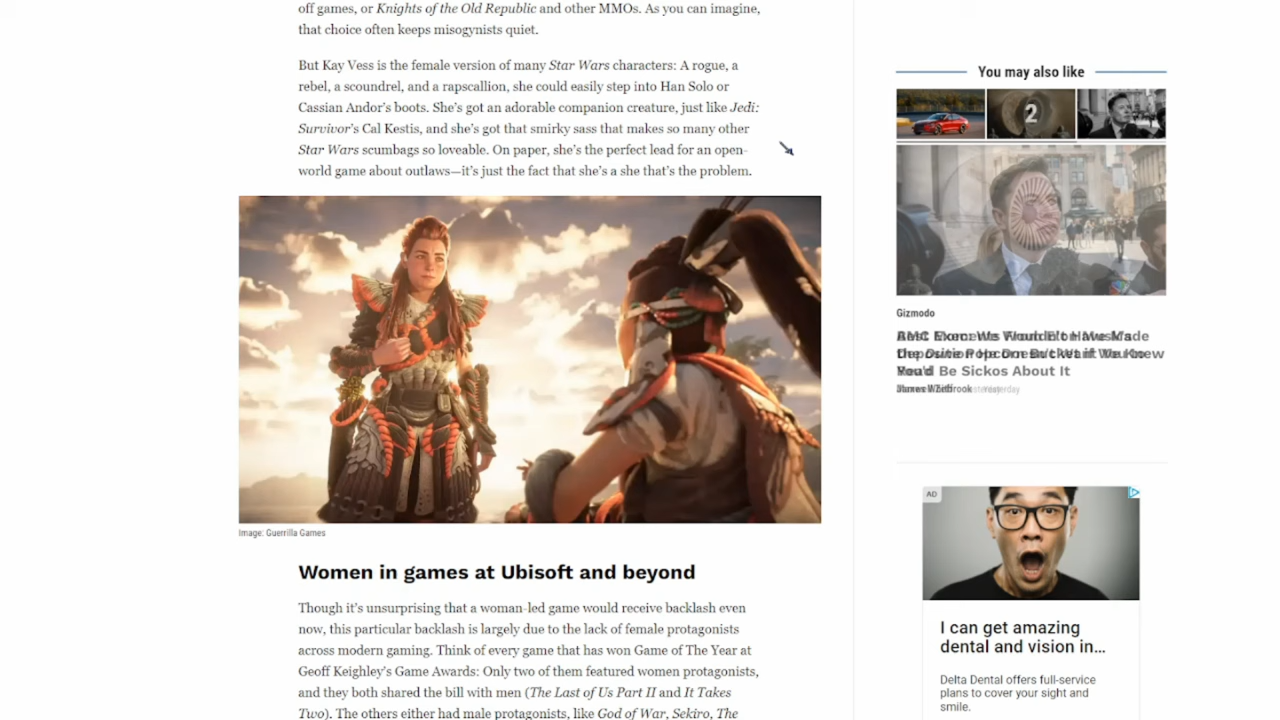 off games, or Knights of the Old Republic and other MMOs. As you can imagine,
that choice often keeps misogynists quiet.
But Kay Vess is the female version of many Star Wars characters: A rogue, a
rebel, a scoundrel, and a rapscallion, she could easily step into Han Solo or
Cassian Andor’s boots. She’s got an adorable companion creature, just like Jedi:
Survivor’s Cal Kestis, and she’s got that smirky sass that makes so many other
Star Wars scumbags so loveable. On paper, she’s the perfect lead for an open-
world game about outlaws—it’s just the fact that she’s a she that’s the problem.
Image: Guerrilla Games
Women in games at Ubisoft and beyond
Though it’s unsurprising that a woman-led game would receive backlash even
now, this particular backlash is largely due to the lack of female protagonists
across modern gaming. Think of every game that has won Game of The Year at
Geoff Keighley’s Game Awards: Only two of them featured women protagonists,
and they both shared the bill with men (The Last of Us Part II and It Takes
Two). The others either had male protagonists, like God of War, Sekiro, The
You may also like
2
Gizmodo
You'd Be Sickos About It
Yesterday
AD
I can get amazing
dental and vision in...
Delta Dental offers full-service
plans to cover your sight and
smile.